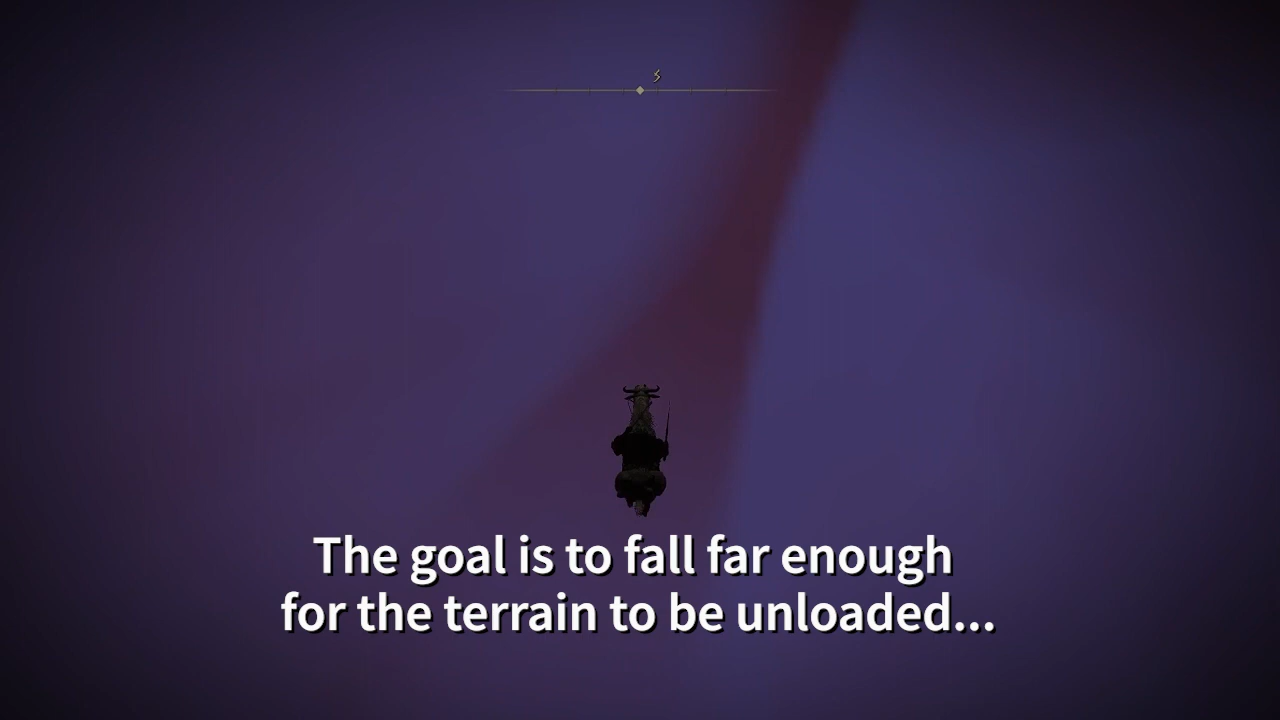 S
The goal is to fall far enough
for the terrain to be unloaded...